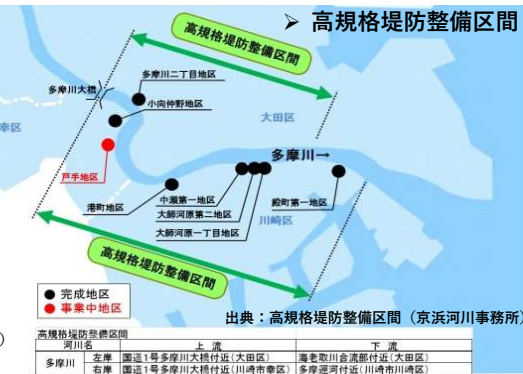 ➢ 高規格堤防整備区間
高規格堤防整備区間
多摩川二丁目地区
多摩川大橋
小向仲野地区
大田区
幸区
多摩川→
戸手地区
港町地区
中瀬第一地区
大師河原第二地区
大師河原一丁目地区
殿町第一地区
川崎区
高規格堤防整備区間
● 完成地区
● 事業中地区
出典：高規格堤防整備区間（京浜河川事務所）
）
高規格堤防整備区間
河川名 上流 下流
多摩川 左岸 国道1号多摩川大橋付近(大田区) 海老取川合流部付近(大田区)
右岸 国道1号多摩川大橋付近(川崎市幸区) 多摩運河付近(川崎市川崎区)